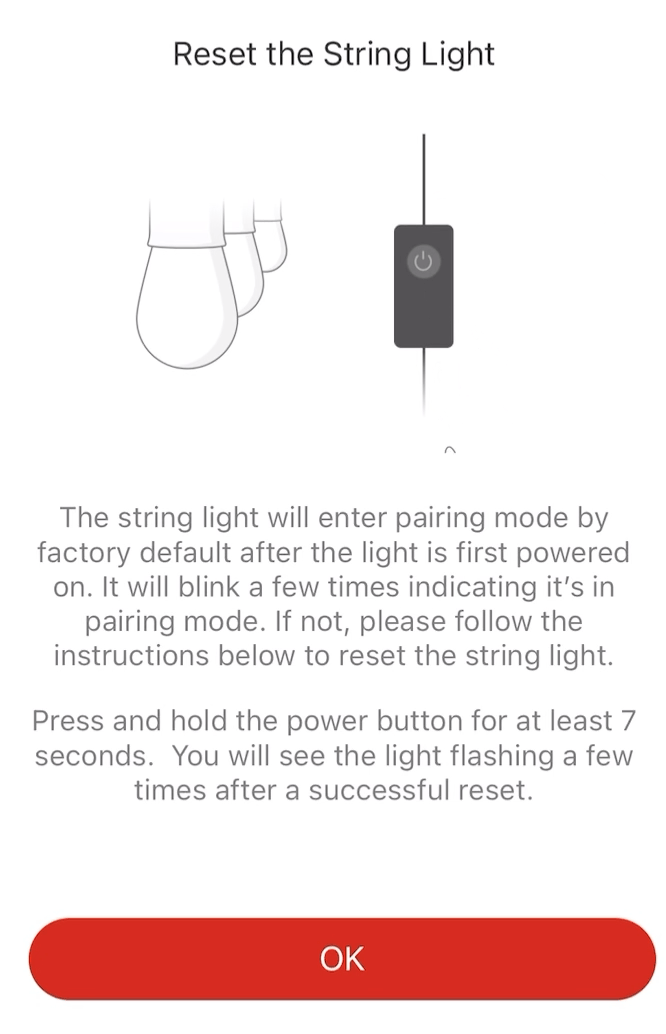 Reset the String Light
The string light will enter pairing mode by
factory default after the light is first powered
on. It will blink a few times indicating it’s in
pairing mode. If not, please follow the
instructions below to reset the string light.
Press and hold the power button for at least 7
seconds.  You will see the light flashing a few
times after a successful reset.
OK